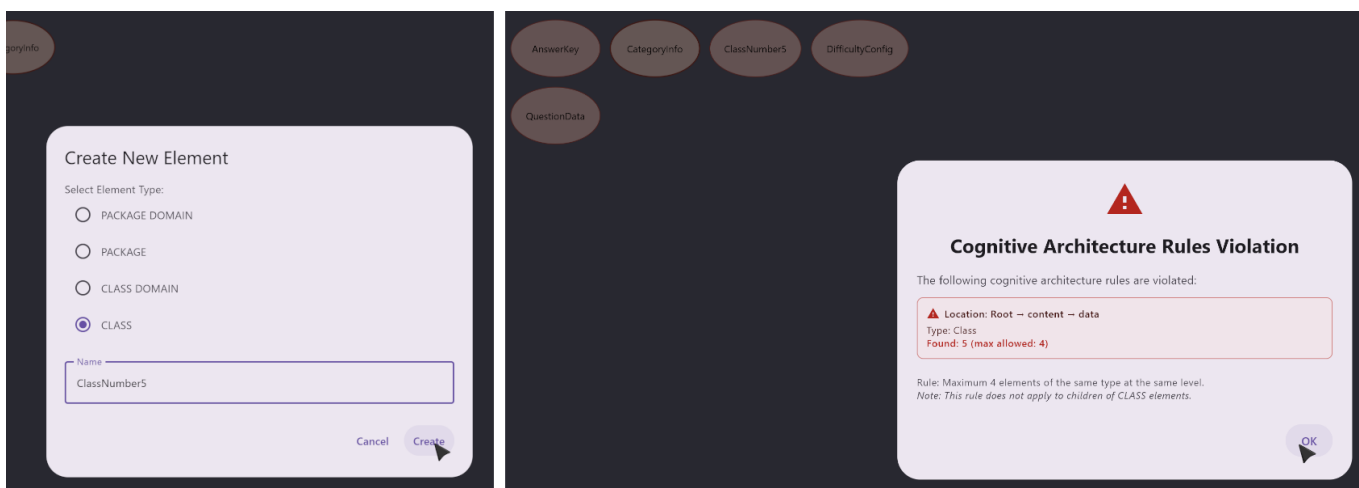 goryInfo
Create New Element
Select Element Type:
PACKAGE DOMAIN
PACKAGE
CLASS DOMAIN
CLASS
Name
ClassNumber5
Cancel
Create
AnswerKey
CategoryInfo
ClassNumber5
DifficultyConfig
QuestionData
Cognitive Architecture Rules Violation
The following cognitive architecture rules are violated:
Location: Root → content → data
Type: Class
Found: 5 (max allowed: 4)
Rule: Maximum 4 elements of the same type at the same level.
Note: This rule does not apply to children of CLASS elements.
OK